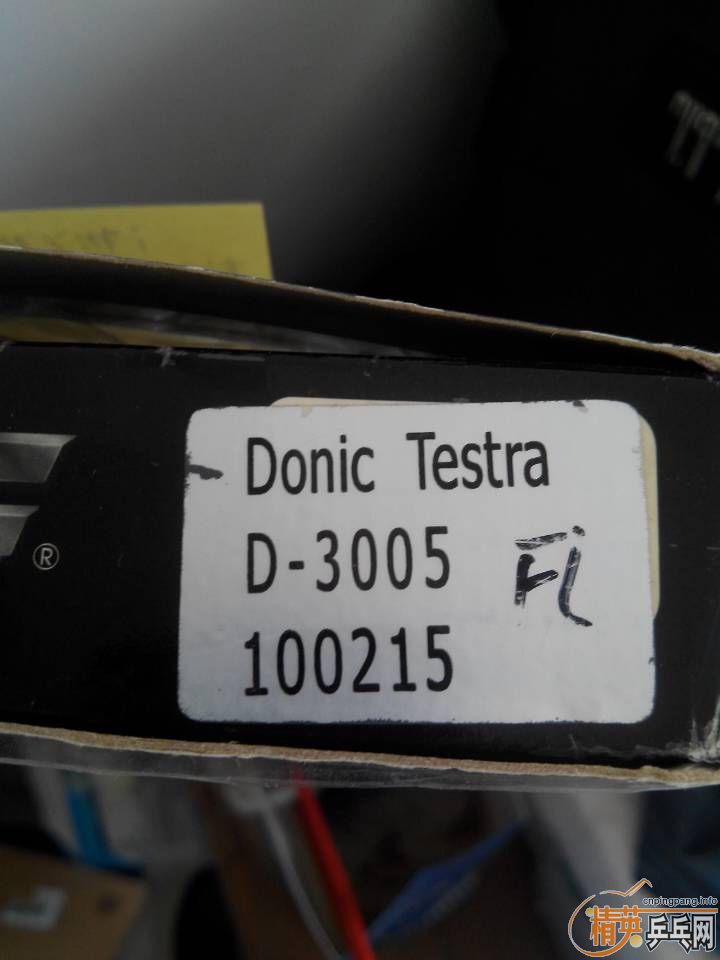 Donic Testra
D-3005
Fl
100215
®
cnpingpang.info
精英乒乓网